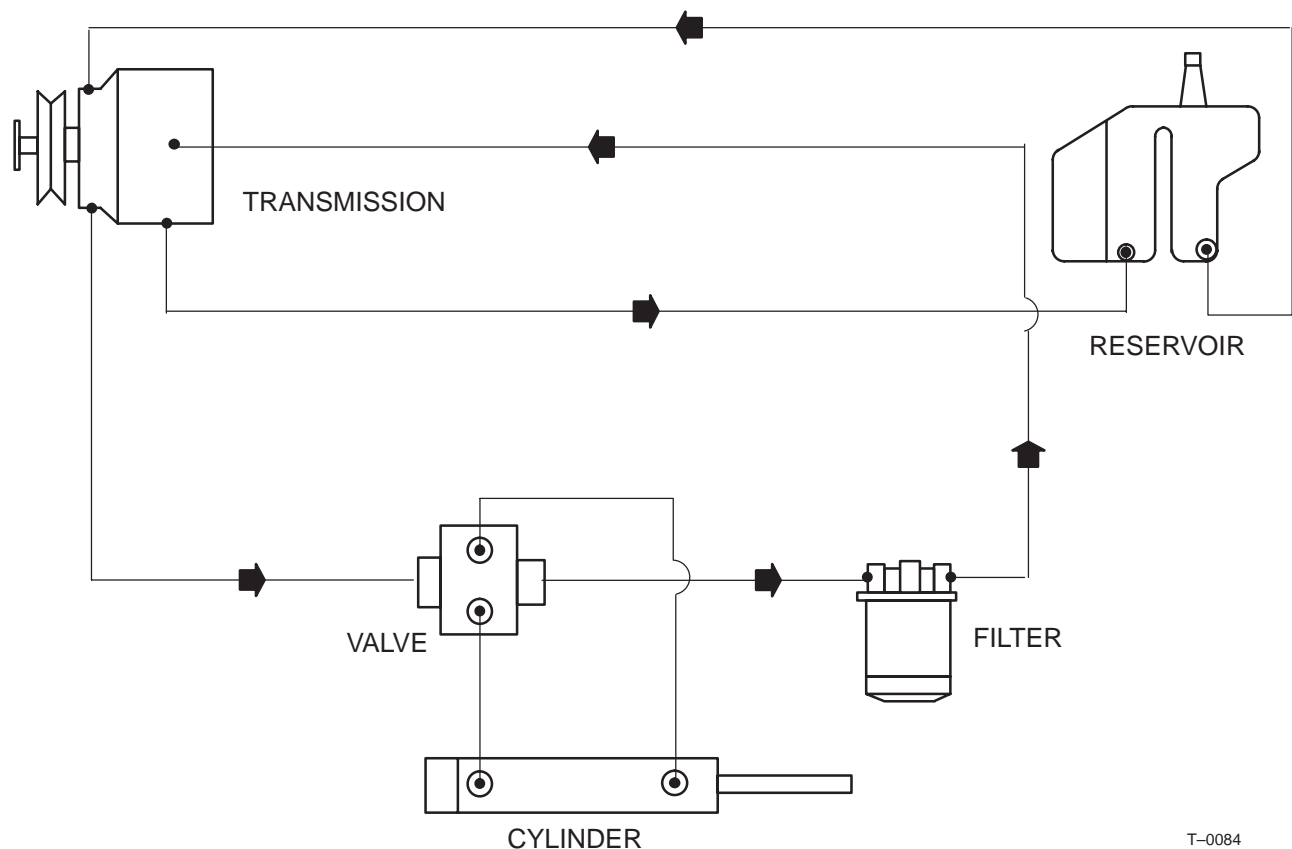 TRANSMISSION
RESERVOIR
VALVE
FILTER
CYLINDER
T–0084